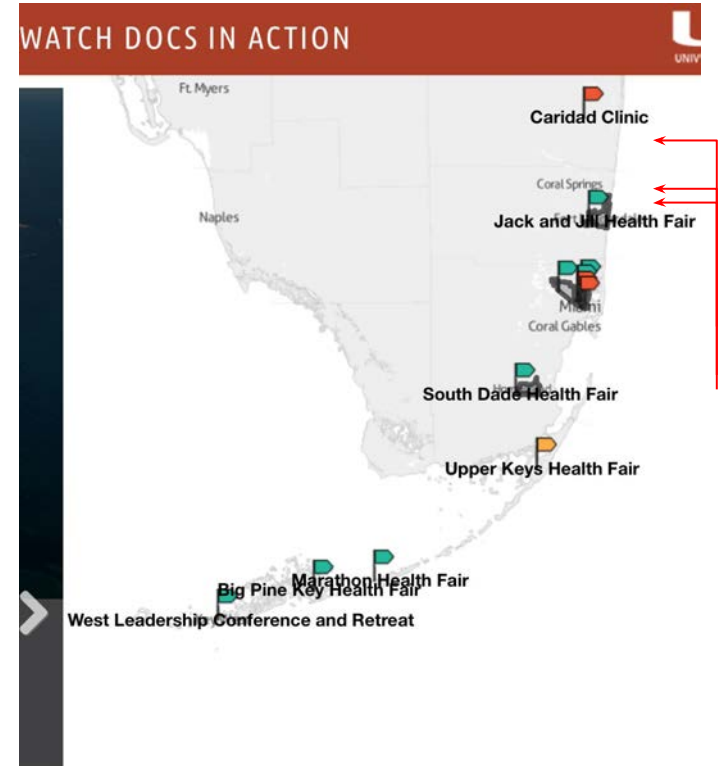 WATCH DOCS IN ACTION
U
UNIV
Ft. Myers
Caridad Clinic
Coral Springs
Naples
Jack and Jill Health Fair
Miami
Coral Gables
South Dade Health Fair
Upper Keys Health Fair
Marathon Health Fair
Big Pine Key Health Fair
West Leadership Conference and Retreat